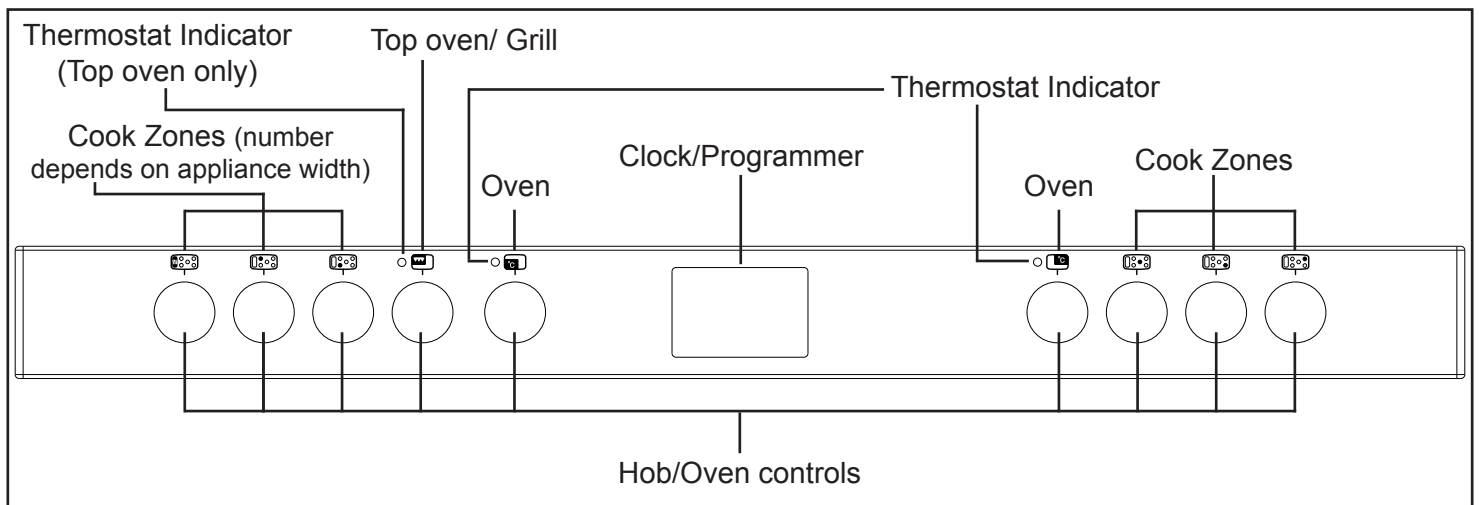 Thermostat Indicator
(Top oven only)
Top oven/ Grill
Thermostat Indicator
Cook Zones (number
depends on appliance width)
Clock/Programmer
Cook Zones
Oven
Oven
°C
°C
Hob/Oven controls